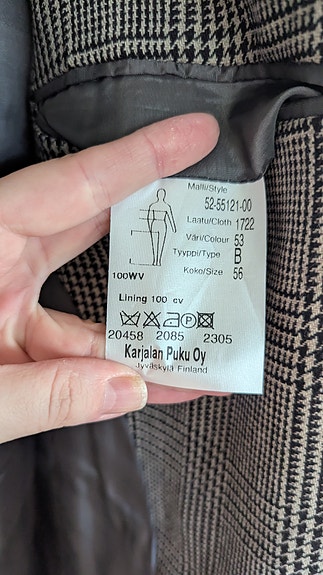 Malli/Style
52-55121-00
Laatu/Cloth 1722
Väri/Colour 53
Tyyppi/Type B
Koko/Size 56
100WV
Lining 100 cv
P
20458 2085 2305
Karjalan Puku Oy
Jyväskylä Finland